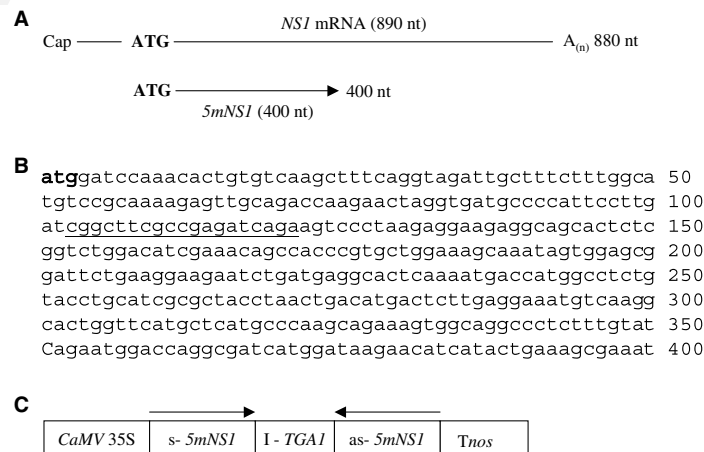 A
NS1 mRNA (890 nt)
Cap ATG A(n) 880 nt
ATG 400 nt
5mNS1 (400 nt)
B
atggatccaaacactgtgtcaagctttcaggtagattgctttctttggca 50
tgtccgcaaaagagttgcagaccaagaactaggtgatgccccattccttg 100
atcggcttcgccgagatcagaagtccctaagaggaagaggcagcactctc 150
ggtctggacatcgaaacagccacccgtgctggaaagcaaatagtggagcg 200
gattctgaaggaagaatctgatgaggcactcaaaatgaccatggcctctg 250
tacctgcatcgcgctacctaactgacatgactcttgaggaaatgtcaagg 300
cactggttcatgctcatgcccaagcagaaagtggcaggccctctttgtat 350
Cagaatggaccaggcgatcatggataagaacatcatactgaaagcgaaat 400
C
CaMV 35S s- 5mNS1 I - TGA1 as- 5mNS1 Tnos